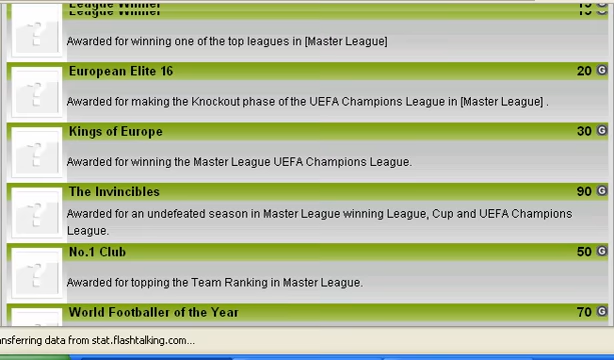 League Winner 15 G
Awarded for winning one of the top leagues in [Master League]
European Elite 16 20 G
Awarded for making the Knockout phase of the UEFA Champions League in [Master League] .
Kings of Europe 30 G
Awarded for winning the Master League UEFA Champions League.
The Invincibles 90 G
Awarded for an undefeated season in Master League winning League, Cup and UEFA Champions
League.
No.1 Club 50 G
Awarded for topping the Team Ranking in Master League.
World Footballer of the Year 70 G
ansferring data from stat.flashtalking.com...